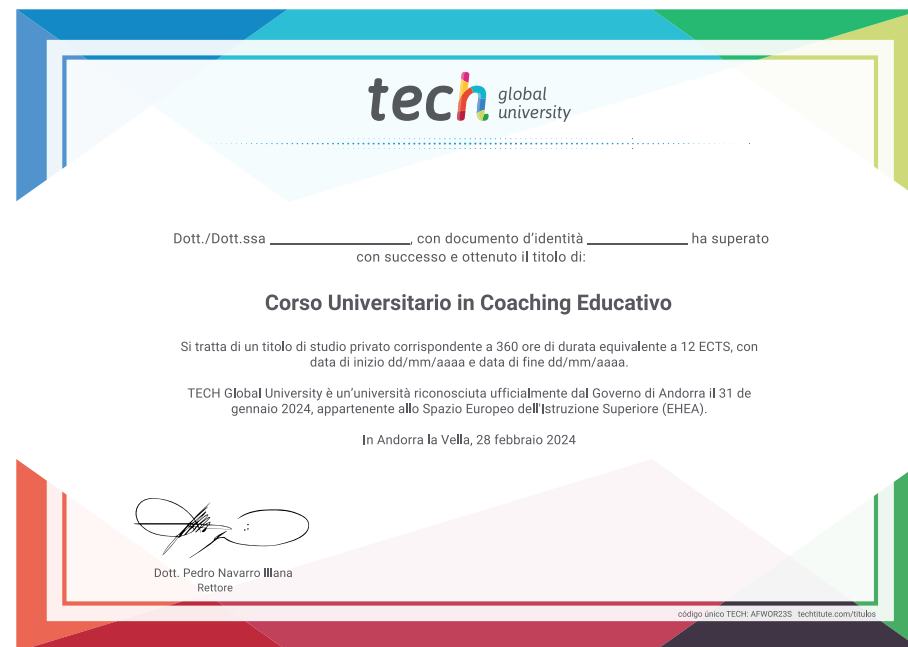 tech global university
Dott./Dott.ssa ____________________, con documento d'identità ______________ ha superato
con successo e ottenuto il titolo di:
Corso Universitario in Coaching Educativo
Si tratta di un titolo di studio privato corrispondente a 360 ore di durata equivalente a 12 ECTS, con
data di inizio dd/mm/aaaa e data di fine dd/mm/aaaa.
TECH Global University è un'università riconosciuta ufficialmente dal Governo di Andorra il 31 de
gennaio 2024, appartenente allo Spazio Europeo dell'Istruzione Superiore (EHEA).
In Andorra la Vella, 28 febbraio 2024
Dott. Pedro Navarro Illana
Rettore
código único TECH: AFWOR23S techtitute.com/titulos